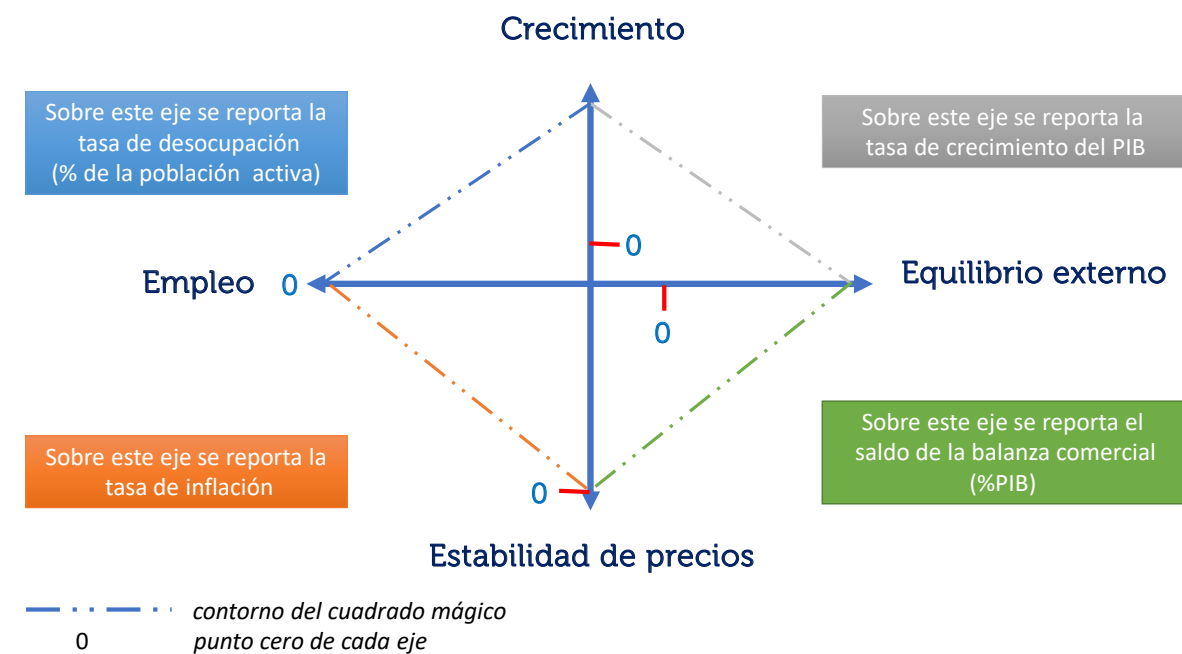 Crecimiento
Sobre este eje se reporta la
tasa de desocupación
(% de la población activa)
Sobre este eje se reporta la
tasa de crecimiento del PIB
0
Empleo
0
Equilibrio externo
0
Sobre este eje se reporta la
tasa de inflación
Sobre este eje se reporta el
saldo de la balanza comercial
(%PIB)
0
Estabilidad de precios
contorno del cuadrado mágico
0 punto cero de cada eje